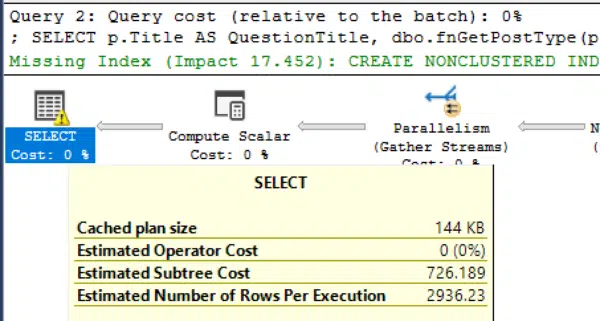 Query 2: Query cost (relative to the batch): 0%
; SELECT p.Title AS QuestionTitle, dbo.fnGetPostType(p
Missing Index (Impact 17.452): CREATE NONCLUSTERED IND
SELECT
Cost: 0 %
Compute Scalar
Cost: 0 %
Parallelism
(Gather Streams)
Cost: 0 %
N
(
SELECT
Cached plan size 144 KB
Estimated Operator Cost 0 (0%)
Estimated Subtree Cost 726.189
Estimated Number of Rows Per Execution 2936.23